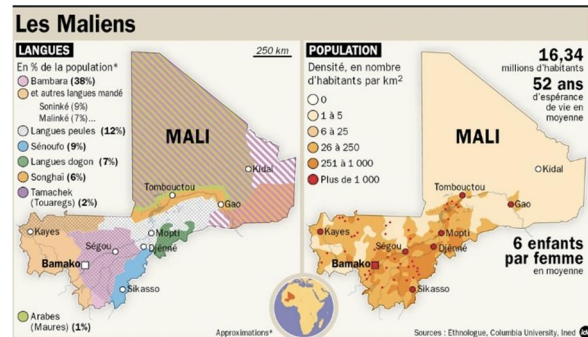 Les Maliens
LANGUES
250 km
En % de la population*
Bambara (38%)
et autres langues mandé
Soninké (9%)
Malinké (7%)...
Langues peules (12%)
Sénoufo (9%)
Langues dogon (7%)
Songhaï (6%)
Tamachek
(Touaregs) (2%)
MALI
Kidal
Tombouctou
Gao
Kayes
Mopti
Ségou
Djénné
Bamako
Sikasso
Arabes
(Maures) (1%)
Approximations*
POPULATION
Densité, en nombre
d'habitants par km2
0
1 à 5
6 à 25
26 à 250
251 à 1 000
Plus de 1 000
16,34
millions d'habitants
52 ans
d'espérance
de vie en
moyenne
MALI
Kidal
Tombouctou
Gao
Kayes
Mopti
Ségou
Djénné
Bamako
Sikasso
6 enfants
par femme
en moyenne
Sources : Ethnologue, Columbia University, Ined